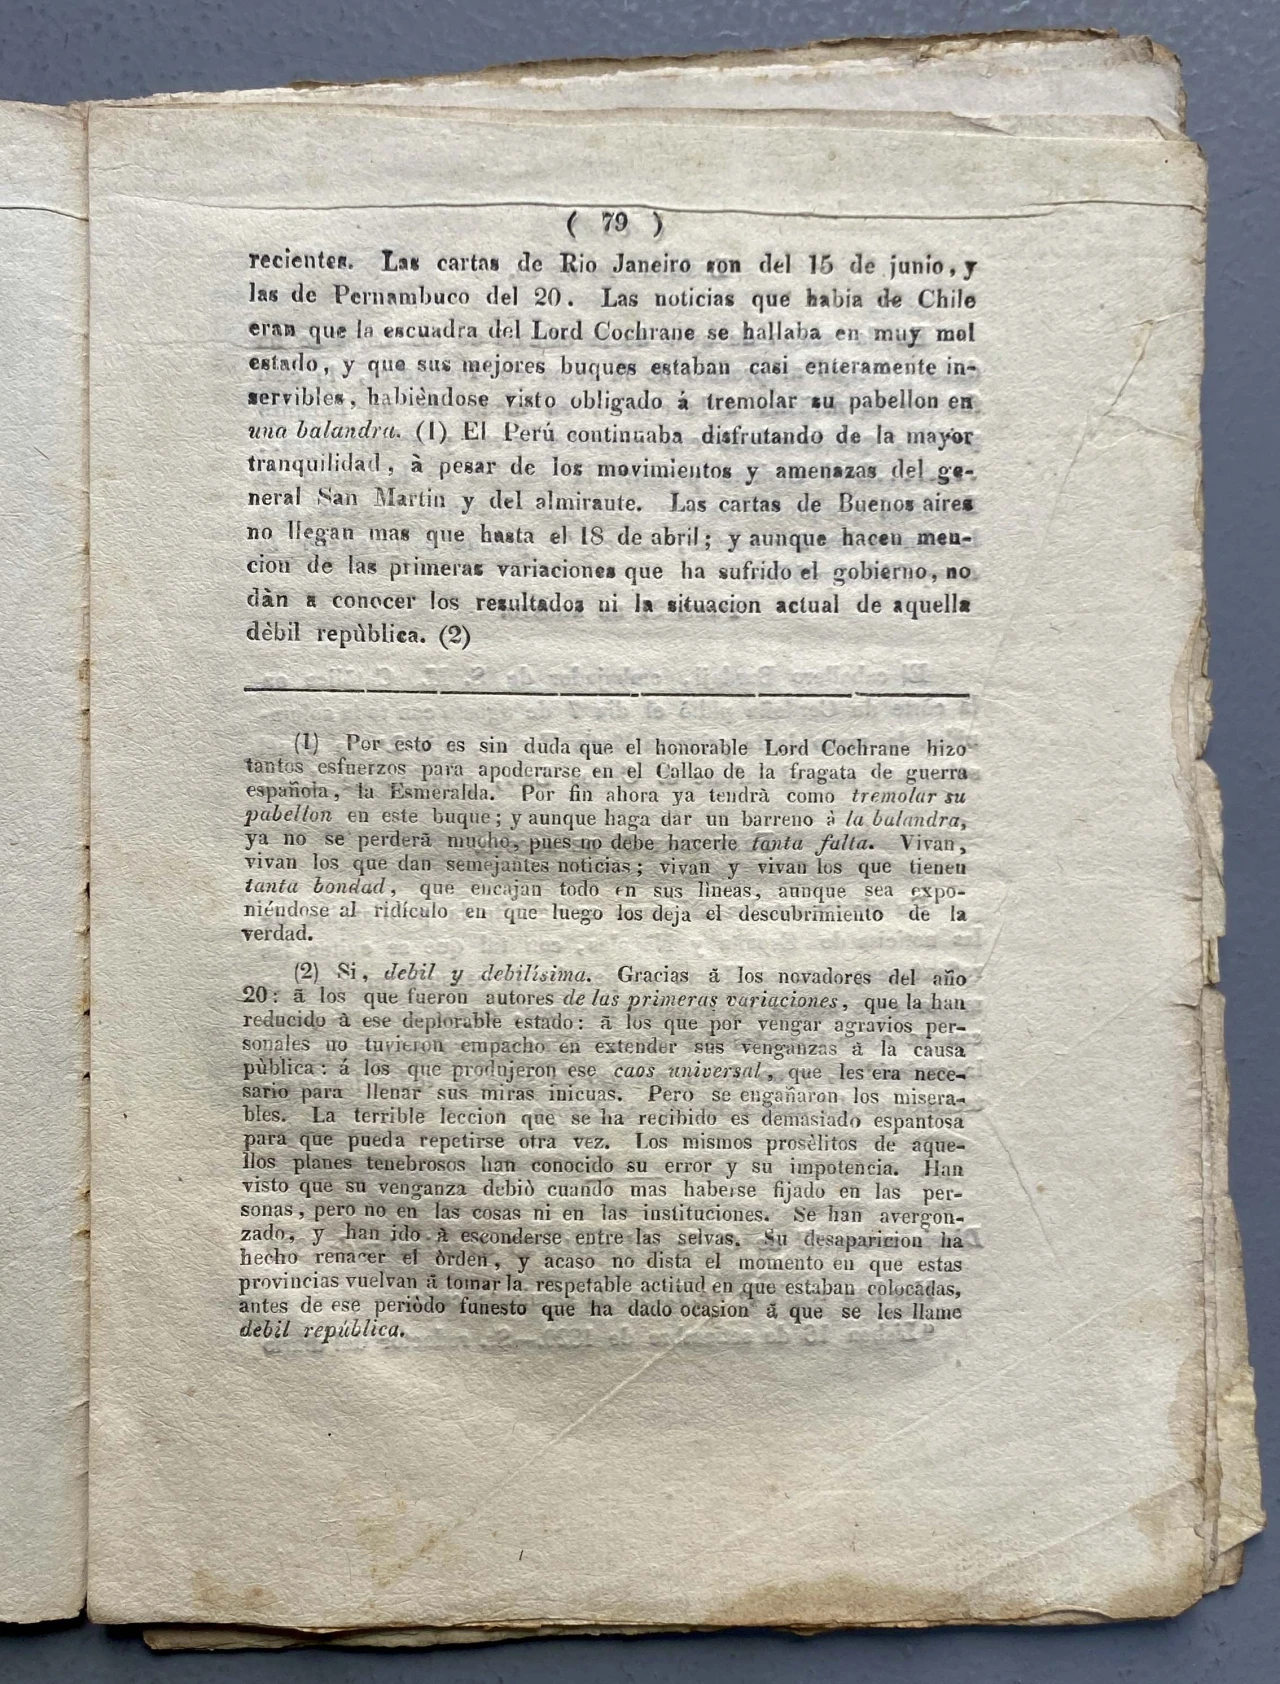 ( 79 )
recientes. Las cartas de Rio Janeiro son del 15 de junio, y
las de Pernambuco del 20. Las noticias que habia de Chile
eran que la escuadra del Lord Cochrane se hallaba en muy mal
estado, y que sus mejores buques estaban casi enteramente in-
servibles, habièndose visto obligado á tremolar su pabellon en
una balandra. (1) El Perú continuaba disfrutando de la mayor
tranquilidad, à pesar de los movimientos y amenazas del ge-
neral San Martin y del almiraute. Las cartas de Buenos aires
no llegan mas que hasta el 18 de abril; y aunque hacen men-
cion de las primeras variaciones que ha sufrido el gobierno, no
dàn a conocer los resultados ni la situacion actual de aquella
dèbil repùblica. (2)
(1) Por esto es sin duda que el honorable Lord Cochrane hizo
tantos esfuerzos para apoderarse en el Callao de la fragata de guerra
española, la Esmeralda. Por fin ahora ya tendrà como tremolar su
pabellon en este buque; y aunque haga dar un barreno à la balandra,
ya no se perderã mucho, pues no debe hacerle tanta falta. Vivan,
vivan los que dan semejantes noticias; vivan y vivan los que tienen
tanta bondad, que encajan todo en sus lineas, aunque sea expo-
niéndose al ridículo en que luego los deja el descubrimiento de la
verdad.
(2) Si, debil y debilísima. Gracias ã los novadores del año
20: ã los que fueron autores de las primeras variaciones, que la han
reducido à ese deplorable estado: ã los que por vengar agravios per-
sonales no tuvieron empacho en extender sus venganzas ã la causa
pùblica: á los que produjeron ese caos universal, que les era nece-
sario para llenar sus miras inicuas. Pero se engañaron los misera-
bles. La terrible leccion que se ha recibido es demasiado espantosa
para que pueda repetirse otra vez. Los mismos prosèlitos de aque-
llos planes tenebrosos han conocido su error y su impotencia. Han
visto que su venganza debiò cuando mas haberse fijado en las per-
sonas, pero no en las cosas ni en las instituciones. Se han avergon-
zado, y han ido à esconderse entre las selvas. Su desaparicion ha
hecho renacer el òrden, y acaso no dista el momento en que estas
provincias vuelvan ã tomar la respetable actitud en que estaban colocadas,
antes de ese periòdo funesto que ha dado ocasion ã que se les llame
debil repùblica.